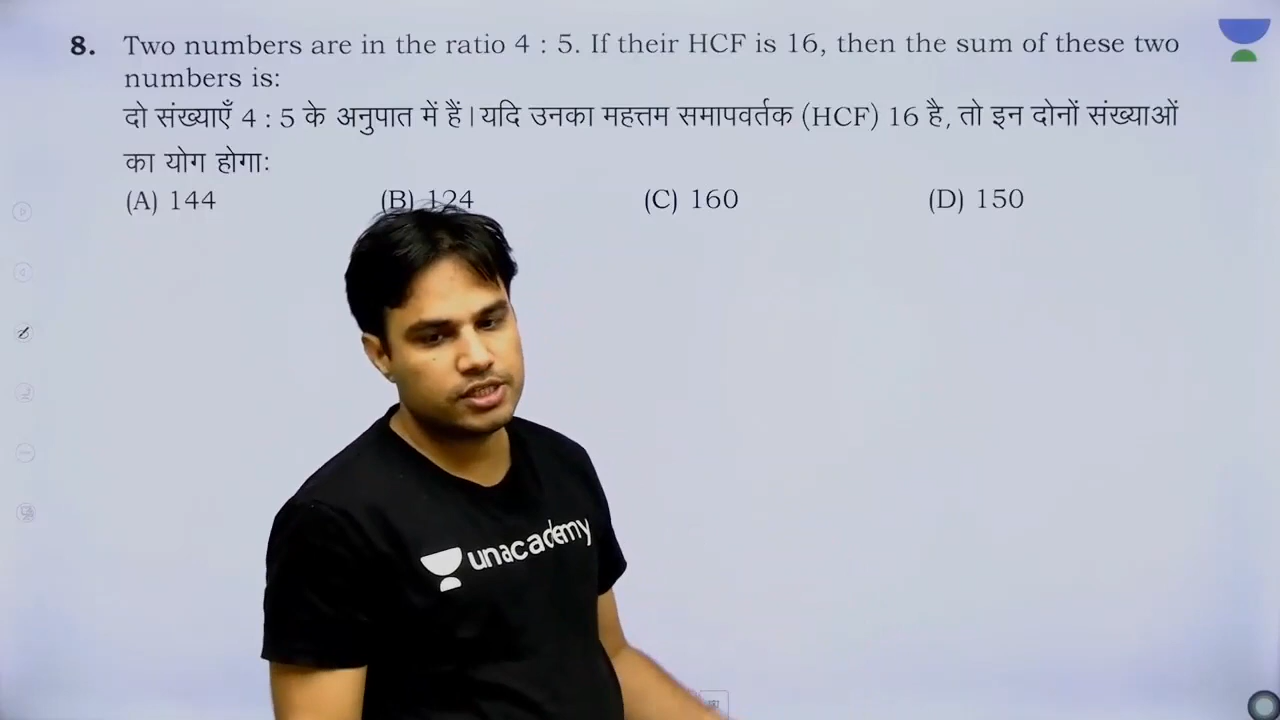 8. Two numbers are in the ratio 4 : 5. If their HCF is 16, then the sum of these two
numbers is:
दो संख्याएँ 4 : 5 के अनुपात में हैं। यदि उनका महत्तम समापवर्तक (HCF) 16 है, तो इन दोनों संख्याओं
का योग होगाः
(A) 144 (B) 124 (C) 160 (D) 150
unacademy